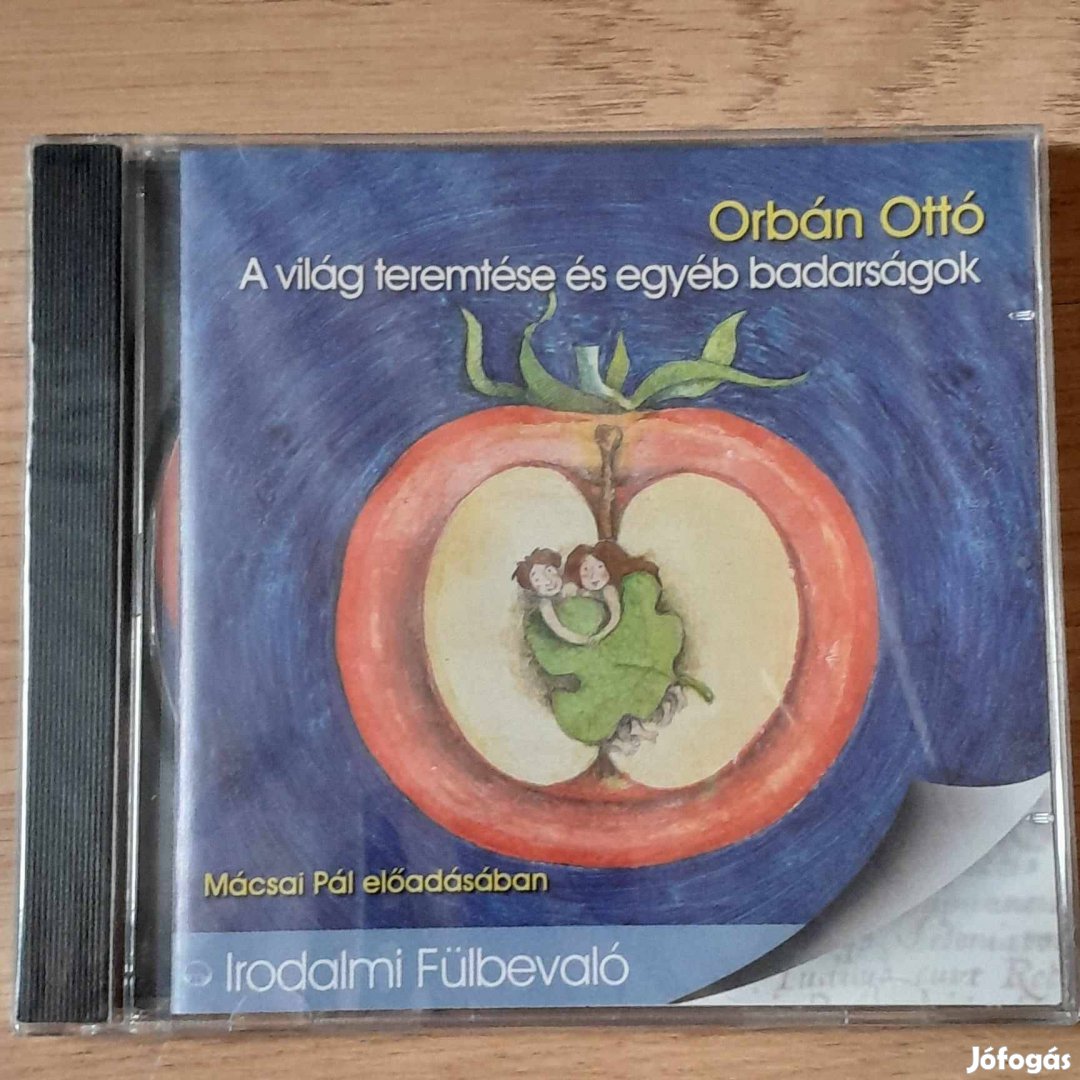 Orbán Ottó
A világ teremtése és egyéb badarságok
Mácsai Pál előadásában
Irodalmi Fülbevaló
Jófogás